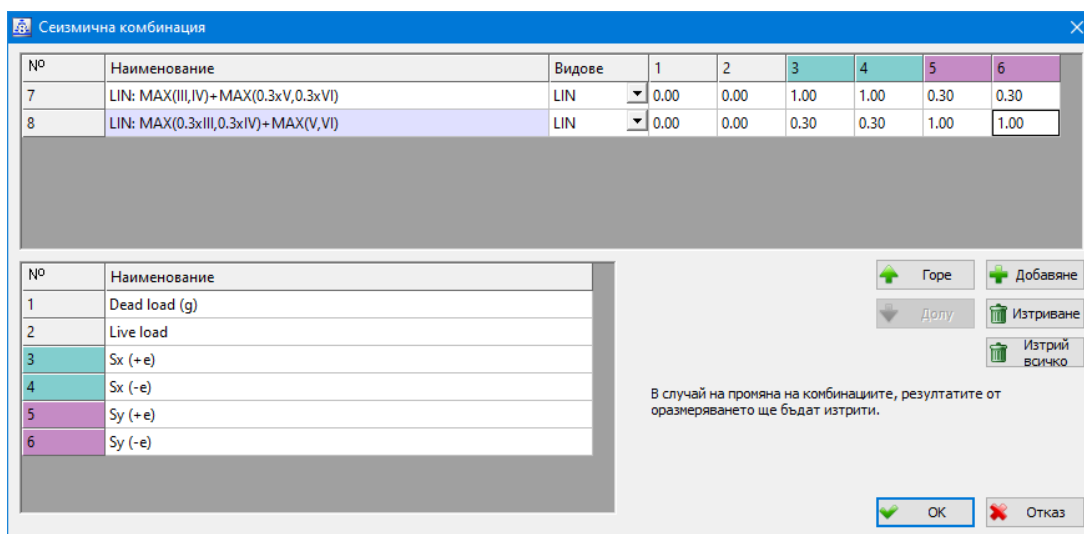 Сеизмична комбинация
Nº Наименование Видове 1 2 3 4 5 6
7 LIN: MAX(III,IV)+MAX(0.3xV,0.3xVI) LIN 0.00 0.00 1.00 1.00 0.30 0.30
8 LIN: MAX(0.3xIII,0.3xIV)+MAX(V,VI) LIN 0.00 0.00 0.30 0.30 1.00 1.00
Nº Наименование
1 Dead load (g)
2 Live load
3 Sx (+e)
4 Sx (-e)
5 Sy (+e)
6 Sy (-e)
Горе Добавяне
Долу Изтриване
Изтрий
всичко
В случай на промяна на комбинациите, резултатите от
оразмеряването ще бъдат изтрити.
OK Отказ